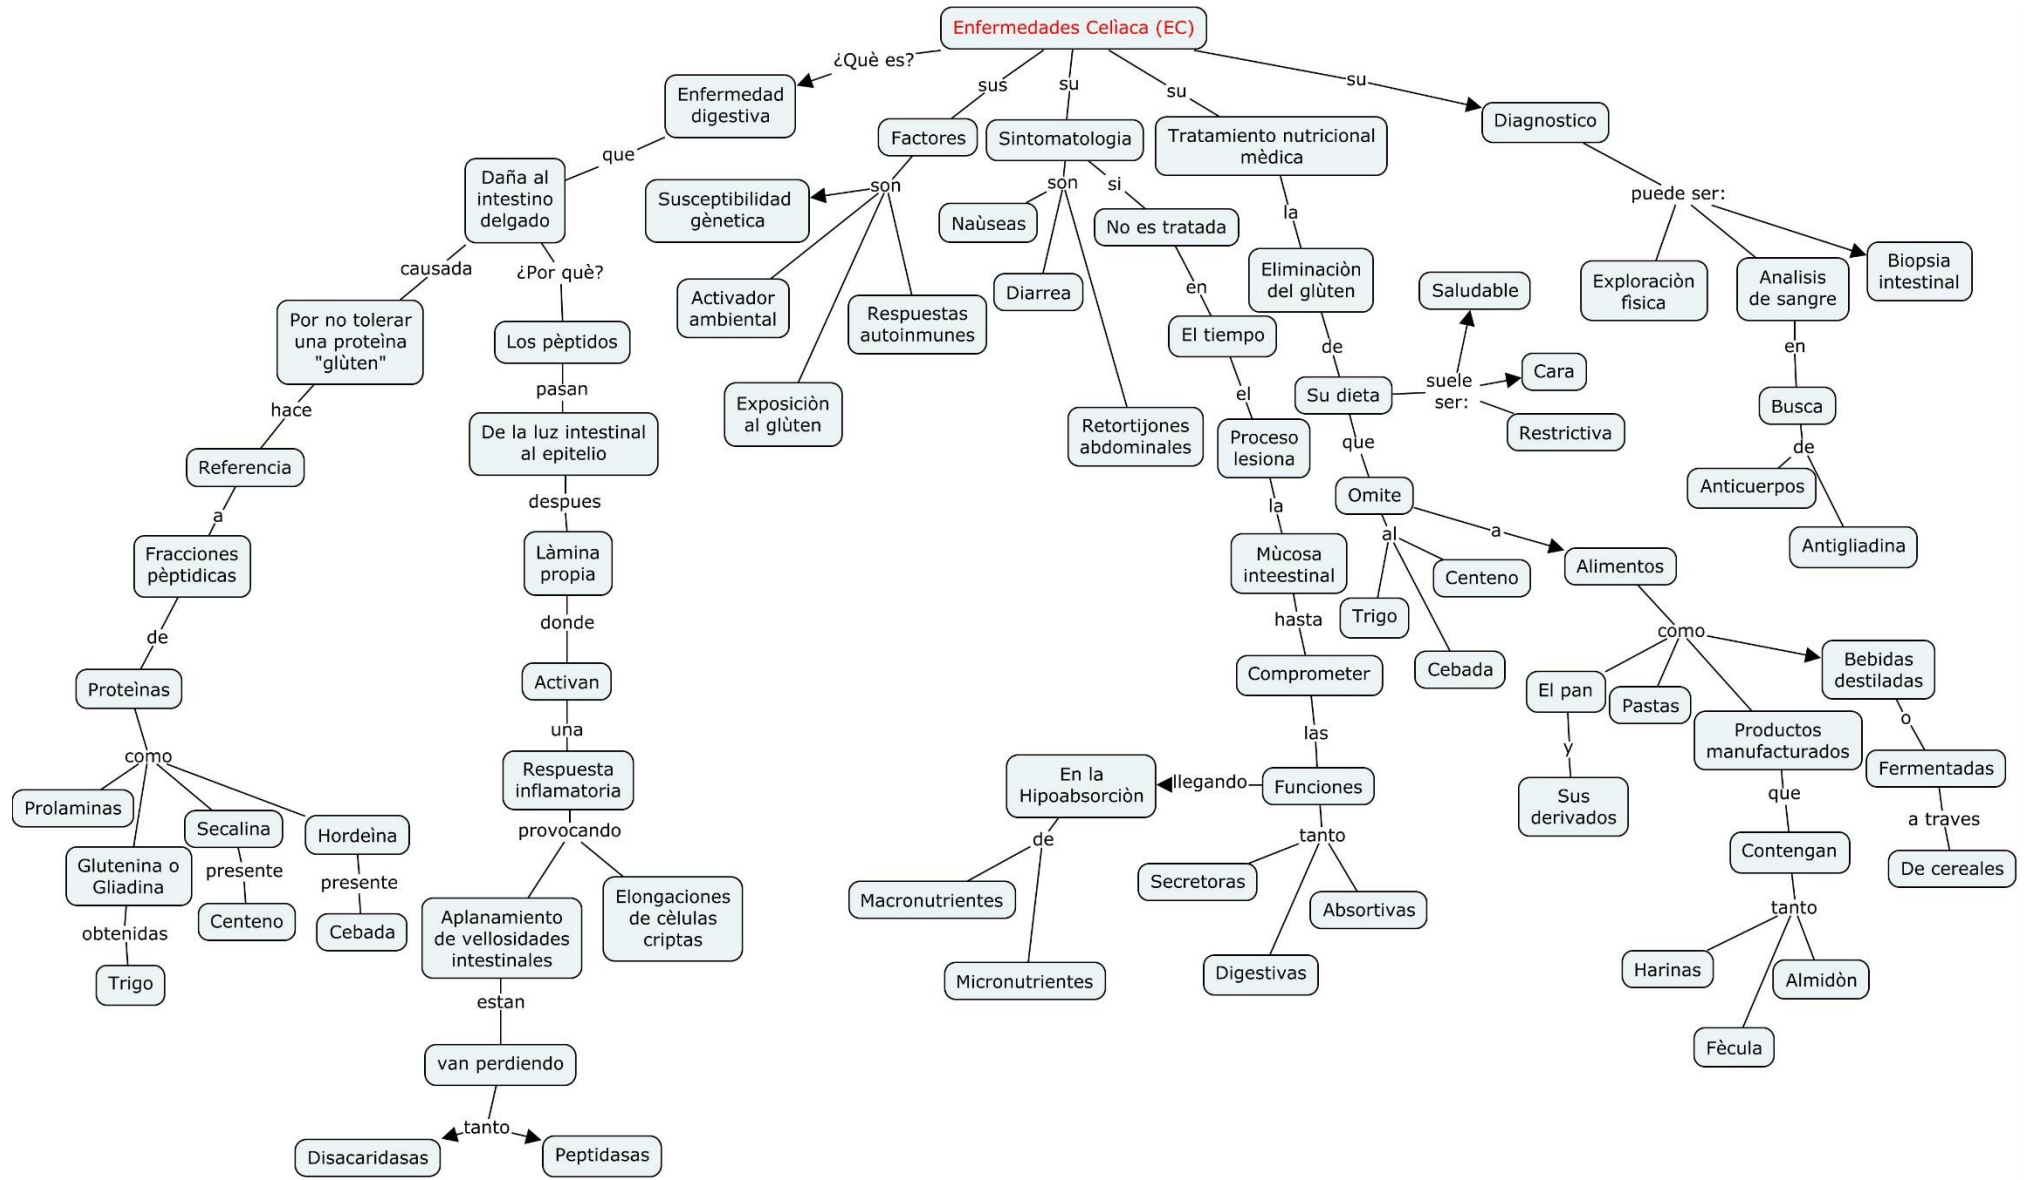 Enfermedades Celìaca (EC)
¿Què es?
Enfermedad
digestiva
que
Daña al
intestino
delgado
causada
Por no tolerar
una proteìna
"glùten"
hace
Referencia
a
Fracciones
pèptidicas
de
Proteìnas
como
Prolaminas
Glutenina o
Gliadina
obtenidas
Trigo
Secalina
presente
Centeno
Hordeìna
presente
Cebada
¿Por què?
Los pèptidos
pasan
De la luz intestinal
al epitelio
despues
Làmina
propia
donde
Activan
una
Respuesta
inflamatoria
provocando
Aplanamiento
de vellosidades
intestinales
estan
van perdiendo
tanto
Disacaridasas
Peptidasas
Elongaciones
de cèlulas
criptas
sus
Factores
son
Susceptibilidad
gènetica
Activador
ambiental
Exposiciòn
al glùten
Respuestas
autoinmunes
su
Sintomatologia
son
Naùseas
Diarrea
Retortijones
abdominales
si
No es tratada
en
El tiempo
el
Proceso
lesiona
la
Mùcosa
inteestinal
hasta
Comprometer
las
Funciones
llegando
En la
Hipoabsorciòn
de
Macronutrientes
Micronutrientes
tanto
Secretoras
Digestivas
Absortivas
su
Tratamiento nutricional
mèdica
la
Eliminaciòn
del glùten
de
Su dieta
suele
ser:
Saludable
Cara
Restrictiva
que
Omite
al
Trigo
Cebada
Centeno
a
Alimentos
como
El pan
y
Sus
derivados
Pastas
Productos
manufacturados
que
Contengan
tanto
Harinas
Fècula
Almidòn
Bebidas
destiladas
o
Fermentadas
a traves
De cereales
su
Diagnostico
puede ser:
Exploraciòn
fìsica
Analisis
de sangre
en
Busca
de
Anticuerpos
Antigliadina
Biopsia
intestinal